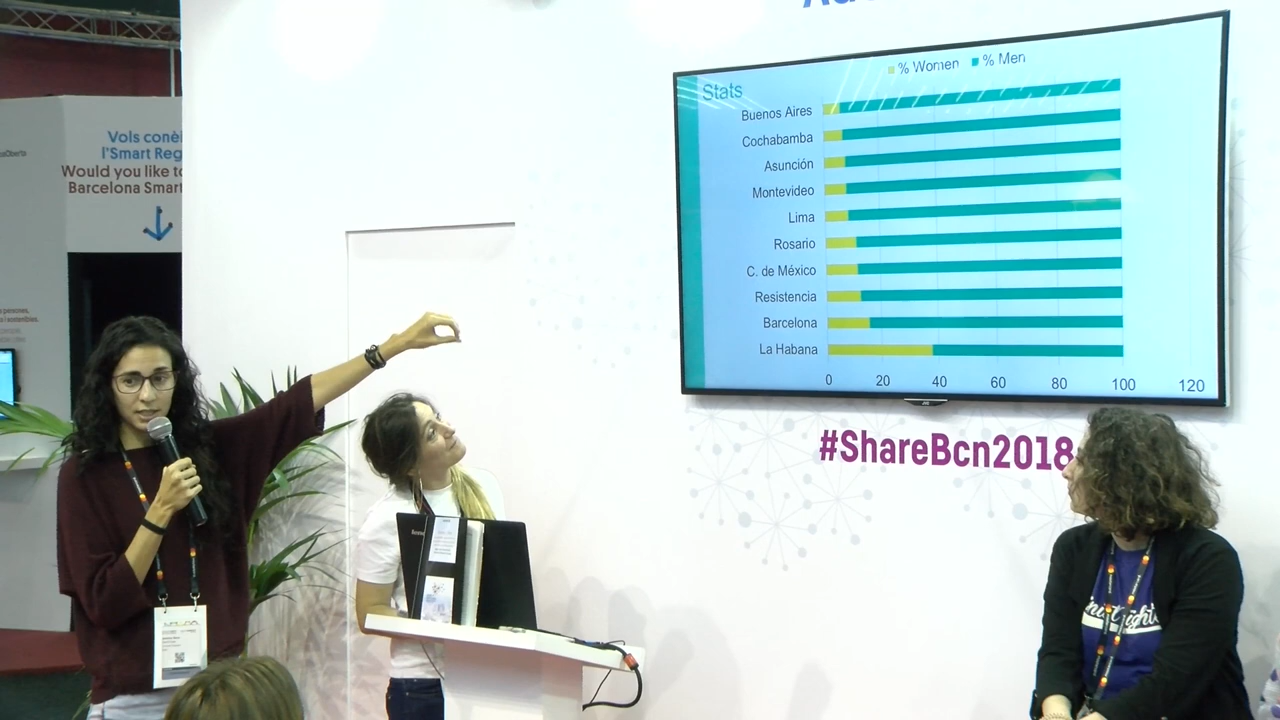 Vols conèi
l'Smart Reg
Would you like to
Barcelona Smart
% Women % Men
Stats
Buenos Aires
Cochabamba
Asunción
Montevideo
Lima
Rosario
C. de México
Resistencia
Barcelona
La Habana
0 20 40 60 80 100 120
JVC
#ShareBcn2018